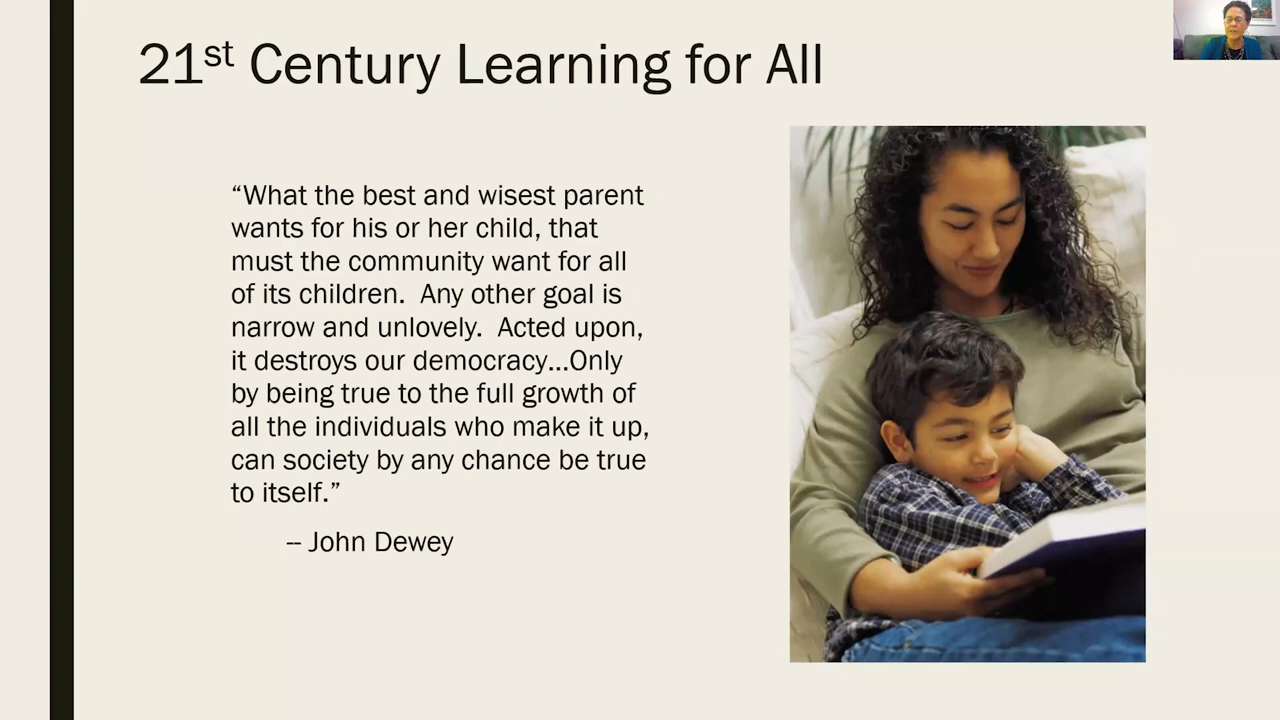 21st Century Learning for All
“What the best and wisest parent
wants for his or her child, that
must the community want for all
of its children.  Any other goal is
narrow and unlovely.  Acted upon,
it destroys our democracy...Only
by being true to the full growth of
all the individuals who make it up,
can society by any chance be true
to itself.”
-- John Dewey